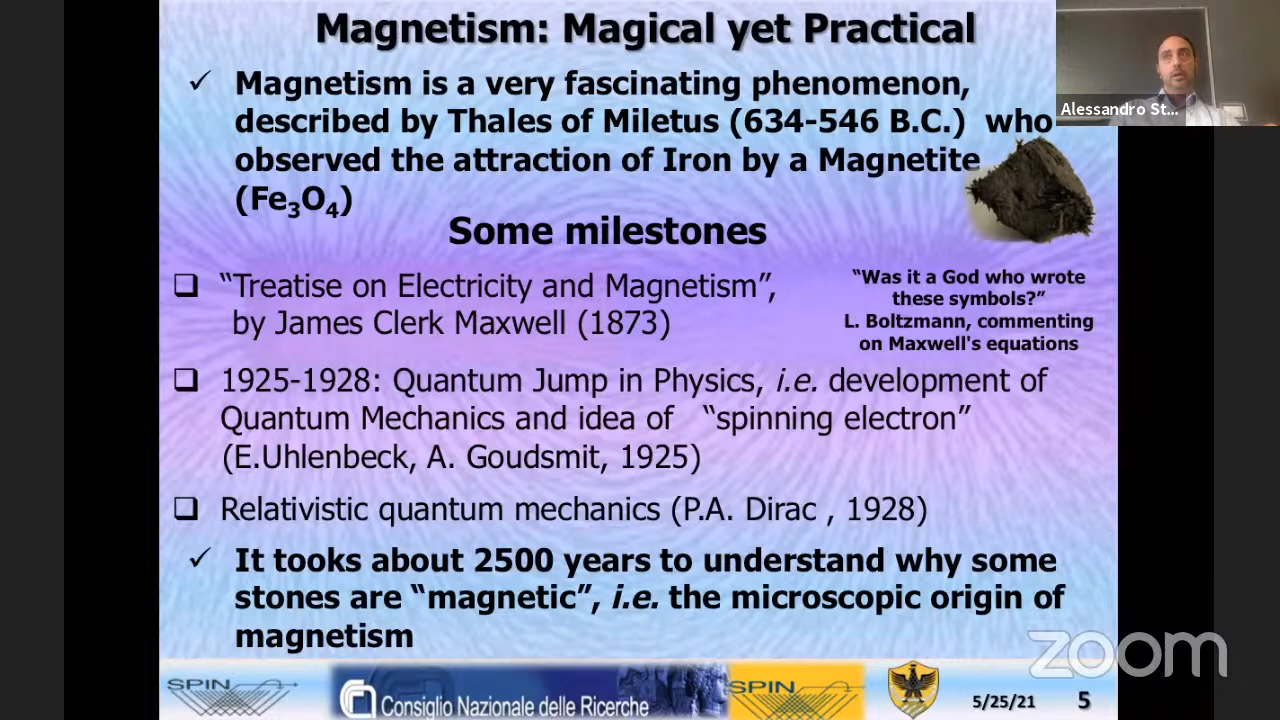 Magnetism: Magical yet Practical
✓ Magnetism is a very fascinating phenomenon,
described by Thales of Miletus (634-546 B.C.) who
observed the attraction of Iron by a Magnetite
(Fe₃O₄)
Alessandro St...
Some milestones
❑ “Treatise on Electricity and Magnetism”,
by James Clerk Maxwell (1873)
“Was it a God who wrote
these symbols?”
L. Boltzmann, commenting
on Maxwell's equations
❑ 1925-1928: Quantum Jump in Physics, i.e. development of
Quantum Mechanics and idea of “spinning electron”
(E.Uhlenbeck, A. Goudsmit, 1925)
❑ Relativistic quantum mechanics (P.A. Dirac , 1928)
✓ It tooks about 2500 years to understand why some
stones are “magnetic”, i.e. the microscopic origin of
magnetism
zoom
SPIN
Consiglio Nazionale delle Ricerche
SPIN
5/25/21
5